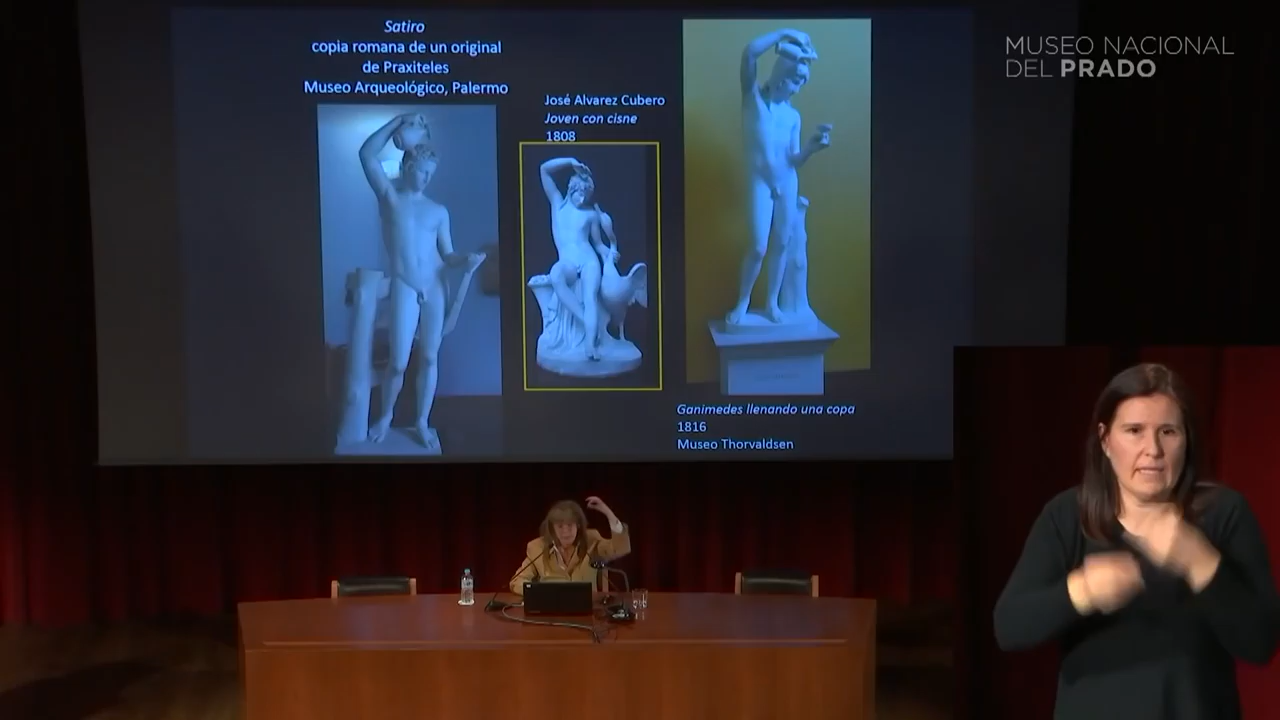 Satiro
copia romana de un original
de Praxiteles
Museo Arqueológico, Palermo
José Alvarez Cubero
Joven con cisne
1808
Ganimedes llenando una copa
1816
Museo Thorvaldsen
MUSEO NACIONAL
DEL PRADO